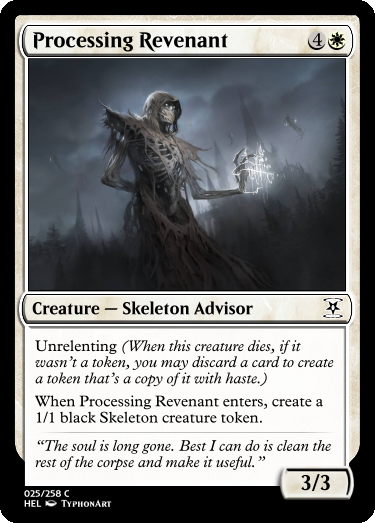 Processing Revenant 4
Creature — Skeleton Advisor
Unrelenting (When this creature dies, if it
wasn't a token, you may discard a card to create
a token that's a copy of it with haste.)
When Processing Revenant enters, create a
1/1 black Skeleton creature token.
"The soul is long gone. Best I can do is clean the
rest of the corpse and make it useful."
3/3
025/258 C
HEL TyphonArt